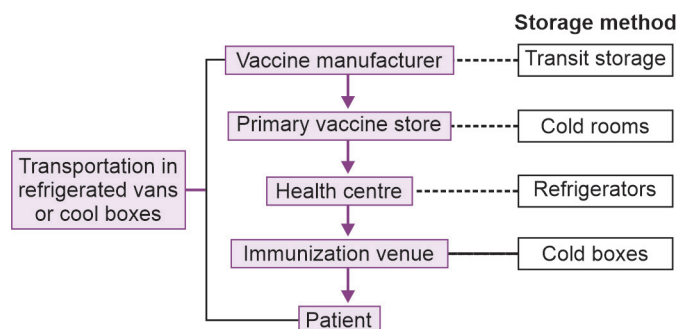 Storage method
Vaccine manufacturer
Transit storage
Primary vaccine store
Cold rooms
Transportation in
refrigerated vans
or cool boxes
Health centre
Refrigerators
Immunization venue
Cold boxes
Patient